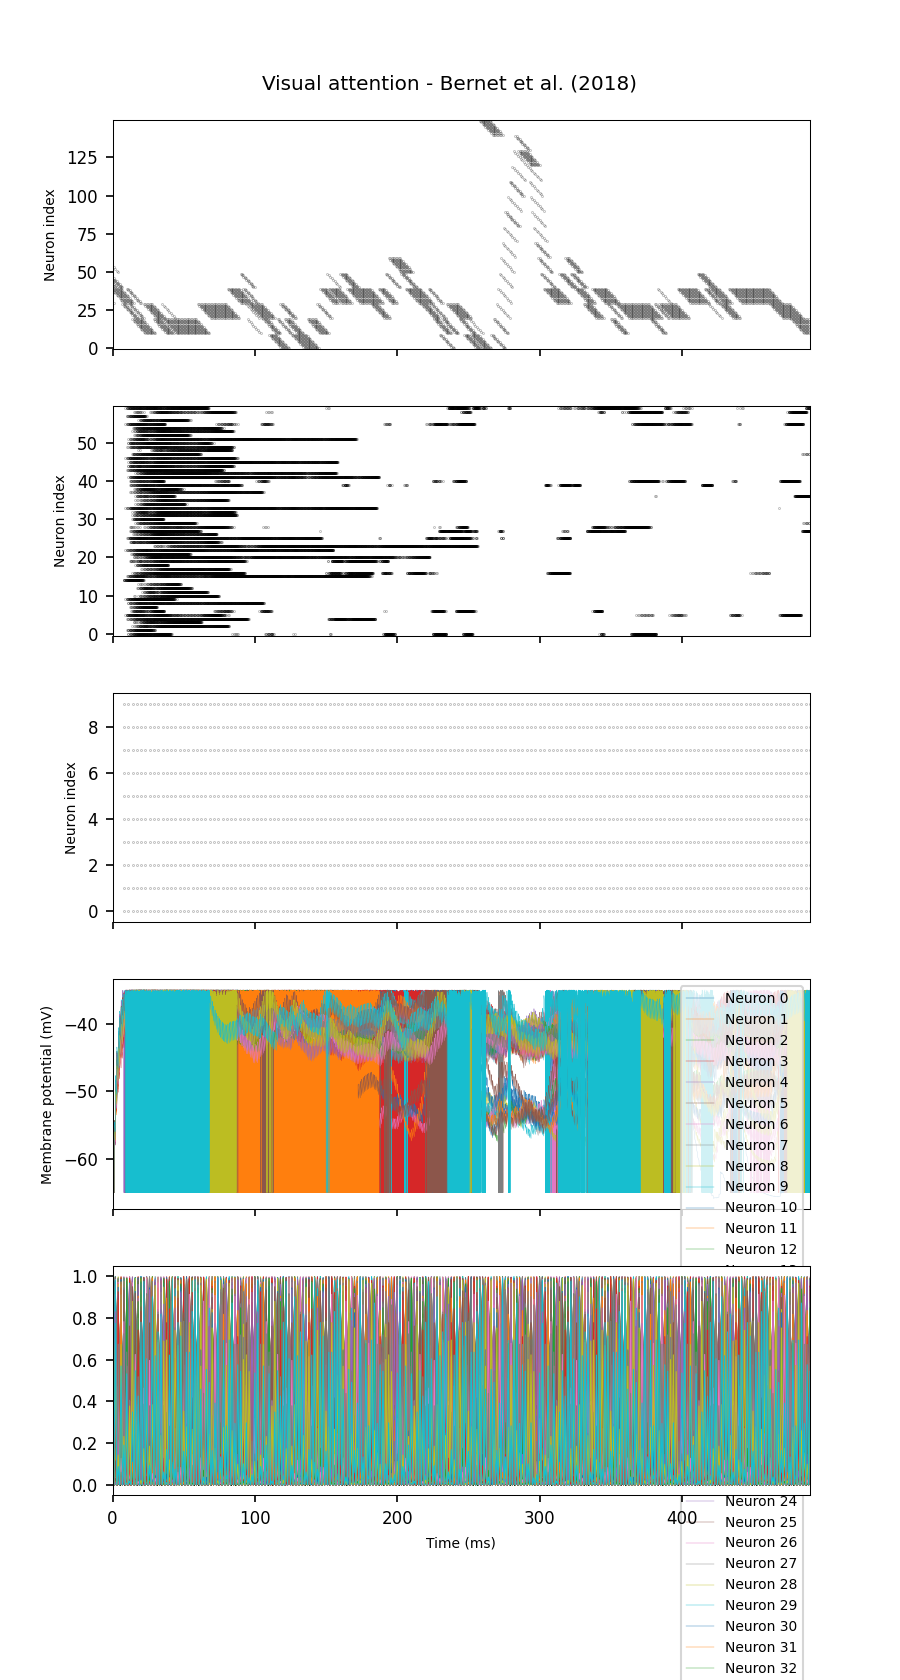 Visual attention - Bernet et al. (2018)
Neuron index
125
100
75
50
25
0
Neuron index
50
40
30
20
10
0
Neuron index
8
6
4
2
0
Membrane potential (mV)
−40
−50
−60
Neuron 0
Neuron 1
Neuron 2
Neuron 3
Neuron 4
Neuron 5
Neuron 6
Neuron 7
Neuron 8
Neuron 9
Neuron 10
Neuron 11
Neuron 12
1.0
0.8
0.6
0.4
0.2
0.0
0 100 200 300 400
Time (ms)
Neuron 24
Neuron 25
Neuron 26
Neuron 27
Neuron 28
Neuron 29
Neuron 30
Neuron 31
Neuron 32